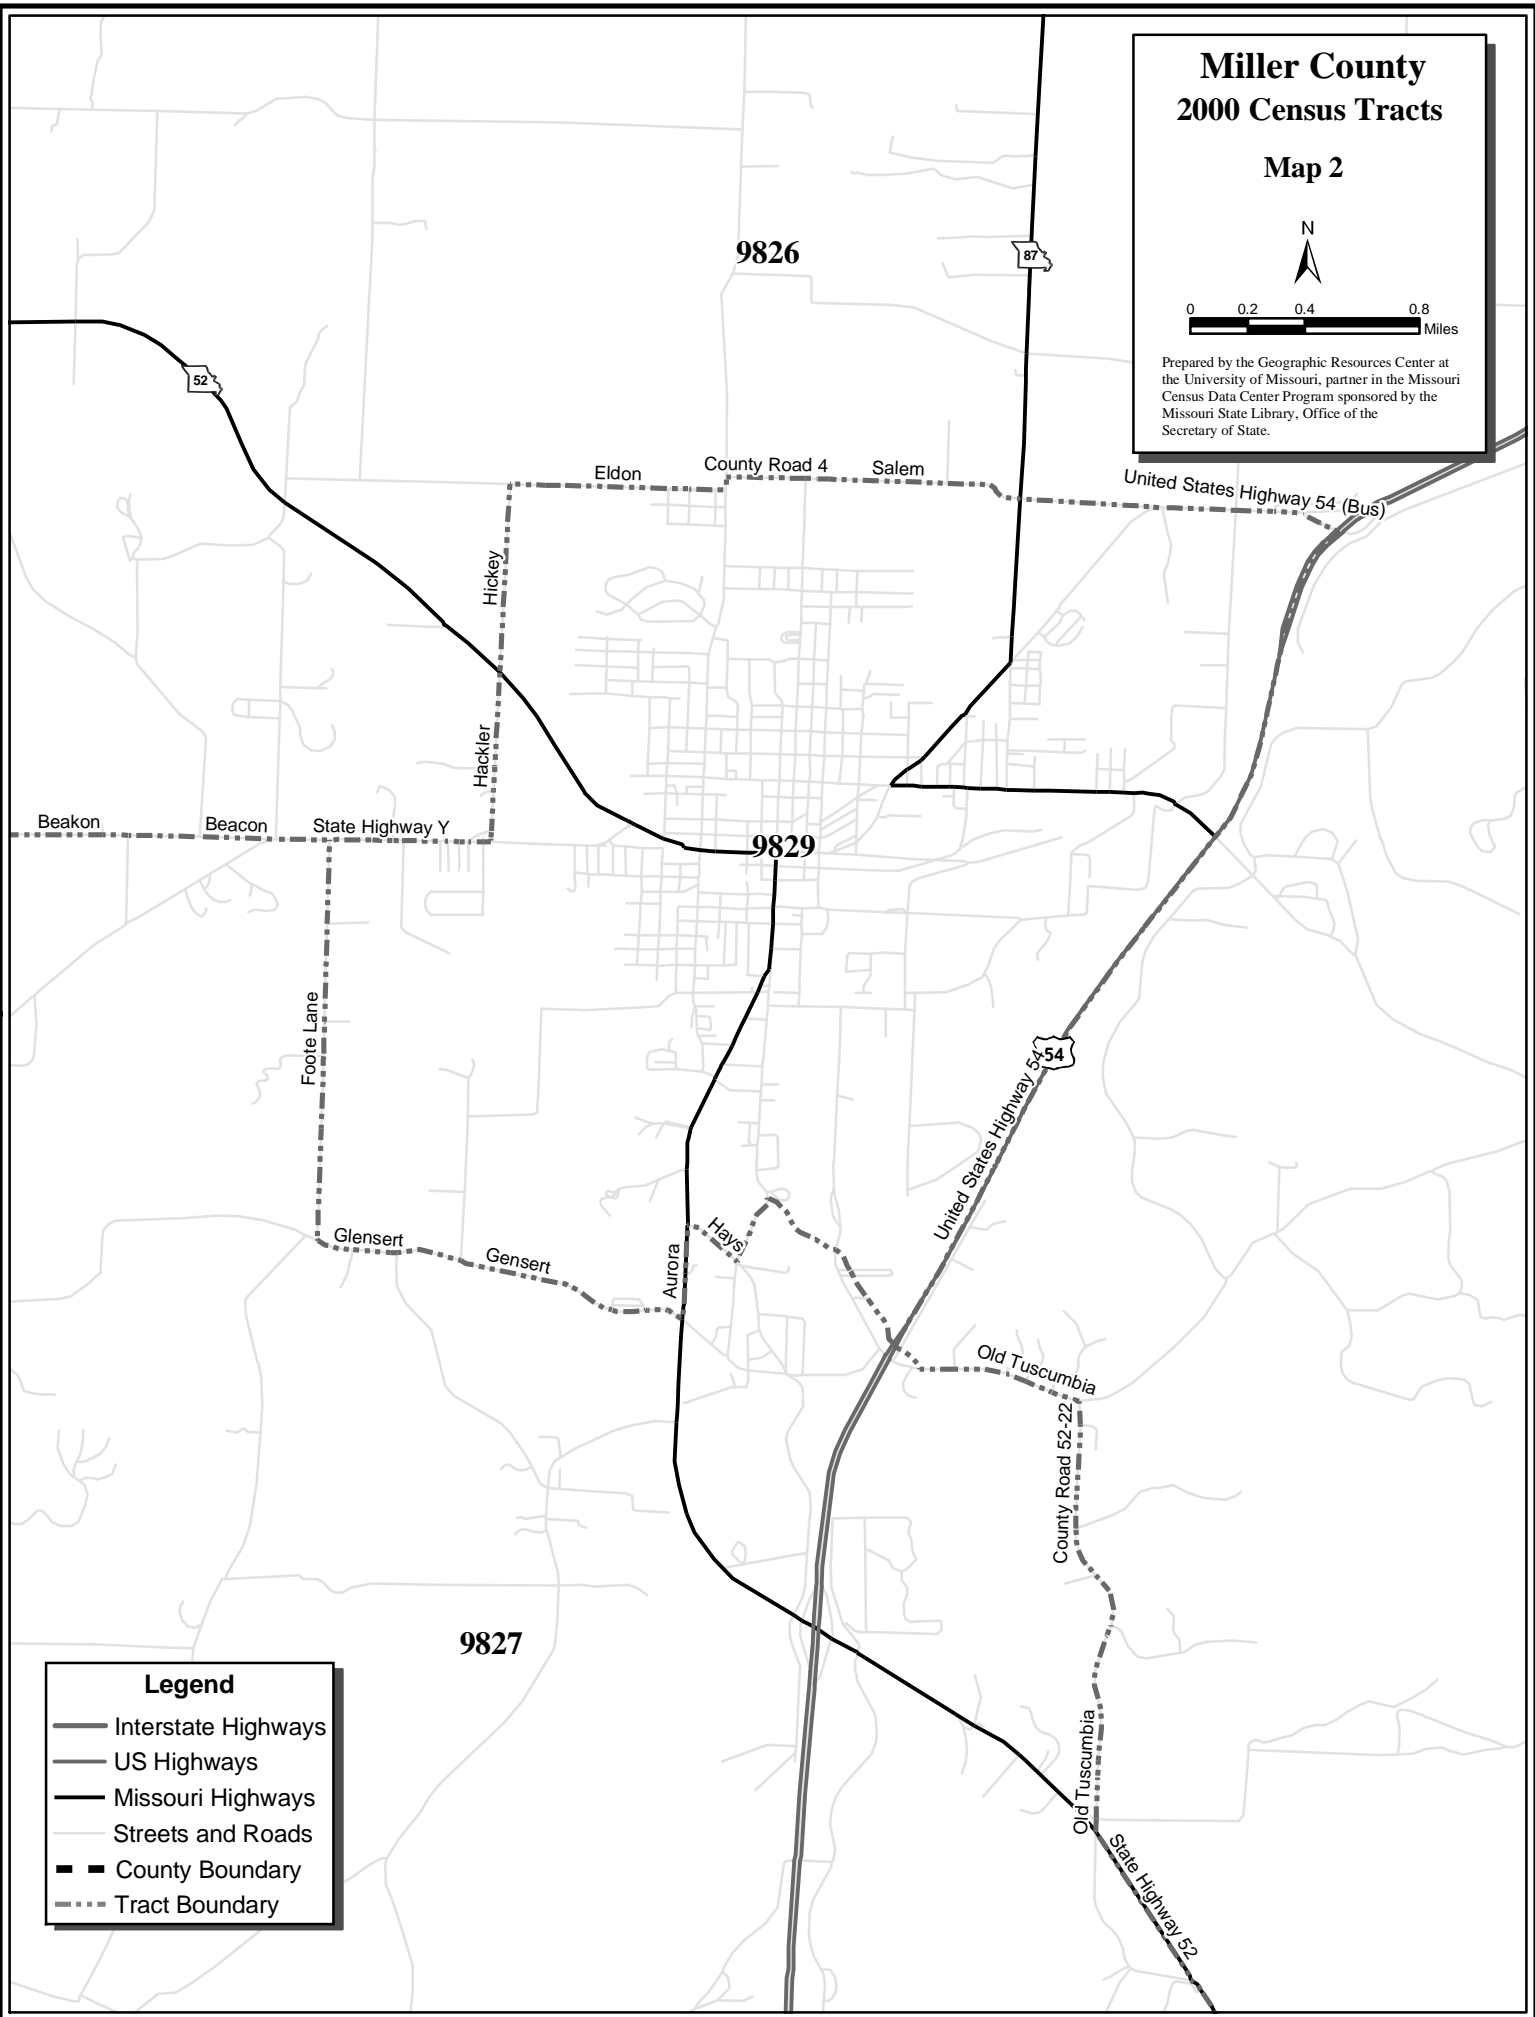 Miller County
2000 Census Tracts
Map 2
N
0 0.2 0.4 0.8
Miles
Prepared by the Geographic Resources Center at
the University of Missouri, partner in the Missouri
Census Data Center Program sponsored by the
Missouri State Library, Office of the
Secretary of State.
9826
87
52
Eldon
County Road 4
Salem
United States Highway 54 (Bus)
Hickey
Hackler
Beakon
Beacon
State Highway Y
9829
Foote Lane
54
United States Highway 54
Glensert
Gensert
Aurora
Hays
Old Tuscumbia
County Road 52-22
9827
Old Tuscumbia
State Highway 52
Legend
Interstate Highways
US Highways
Missouri Highways
Streets and Roads
County Boundary
Tract Boundary